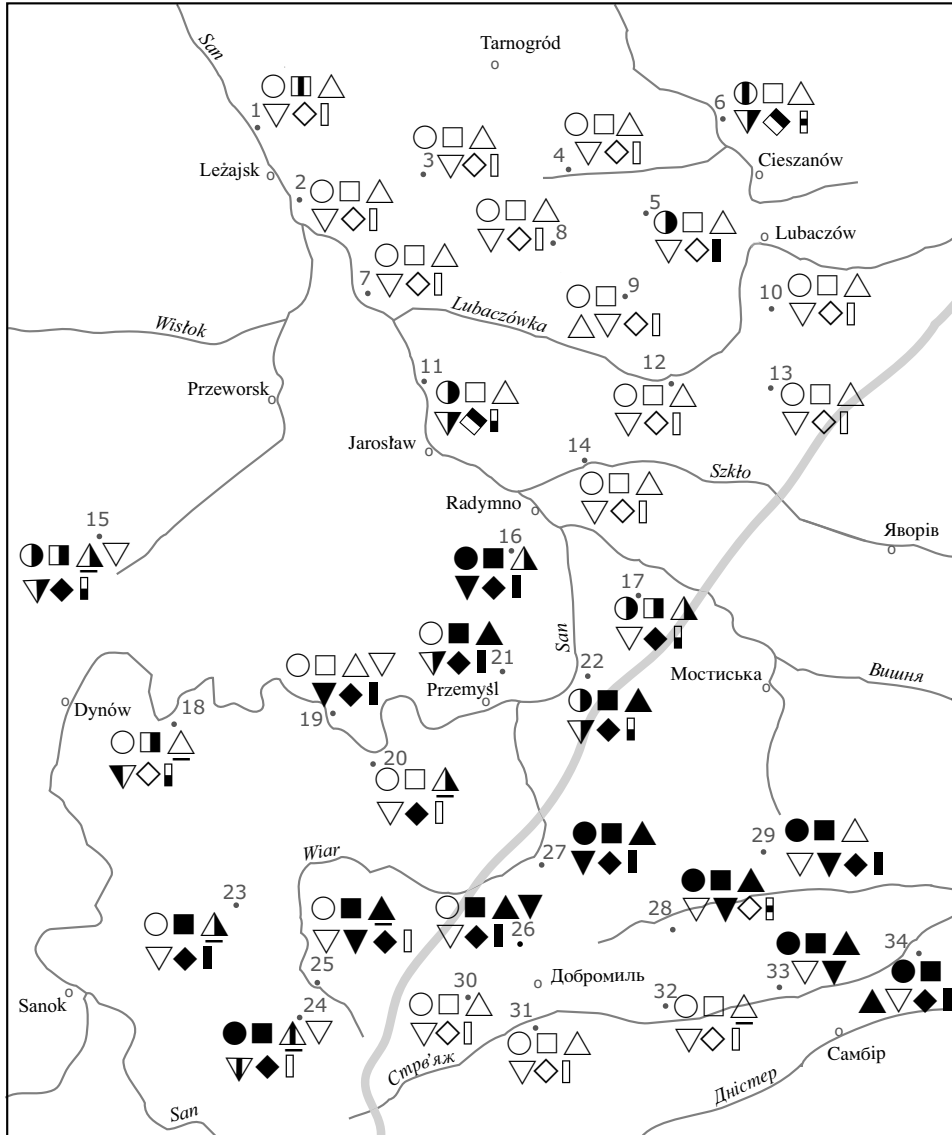 San
Tarnogród
1
6
3
4
Leżajsk
Cieszanów
2
5
8
Lubaczów
7
9
10
Lubaczówka
Wisłok
11
12
13
Przeworsk
Jarosław
14
Szkło
Radymno
15
16
Яворів
17
San
21
22
Мостиська
Вишня
Dynów
18
Przemyśl
19
20
29
Wiar
27
23
28
26
34
25
33
Sanok
Добромиль
30
32
24
31
Самбір
Стрв’яж
Дністер
San